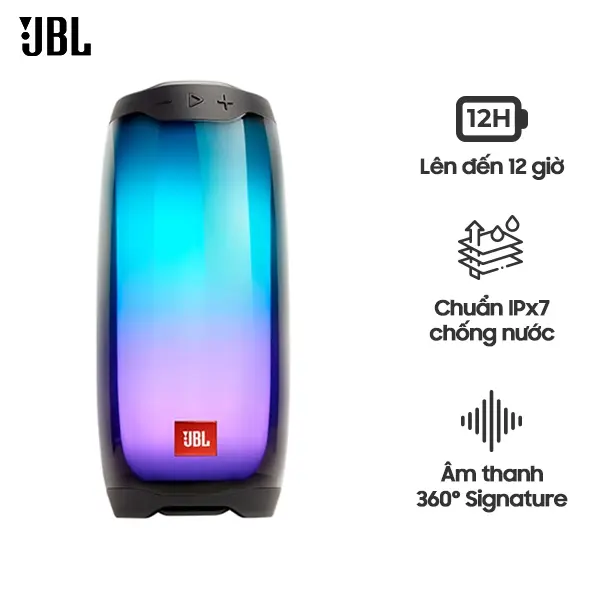 JBL
12H
Lên đến 12 giờ
Chuẩn IPx7
chống nước
JBL
Âm thanh
360° Signature